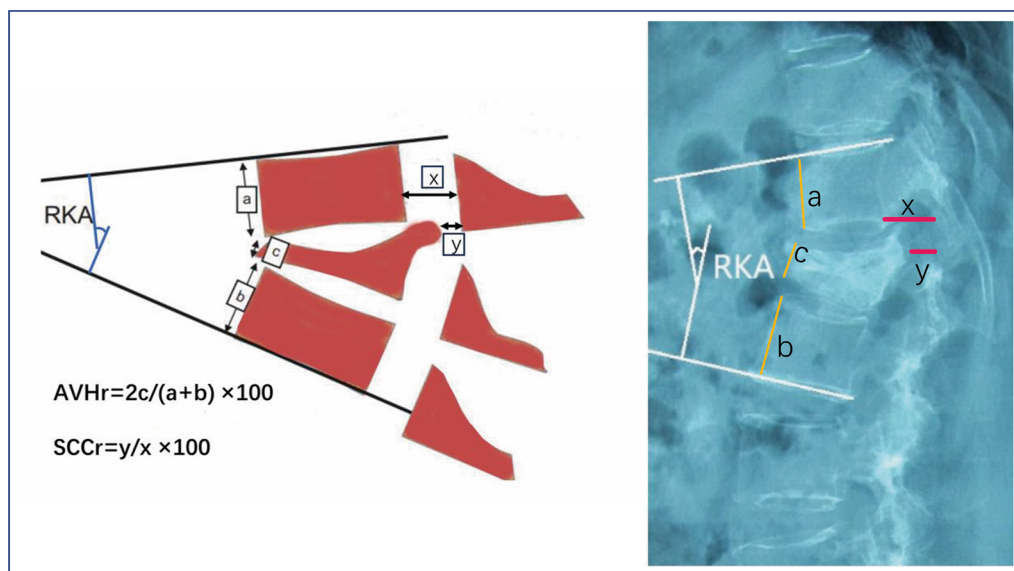 RKA
a
x
y
c
b
AVHr=2c/(a+b) ×100
SCCr=y/x ×100
a
x
c
y
RKA
b